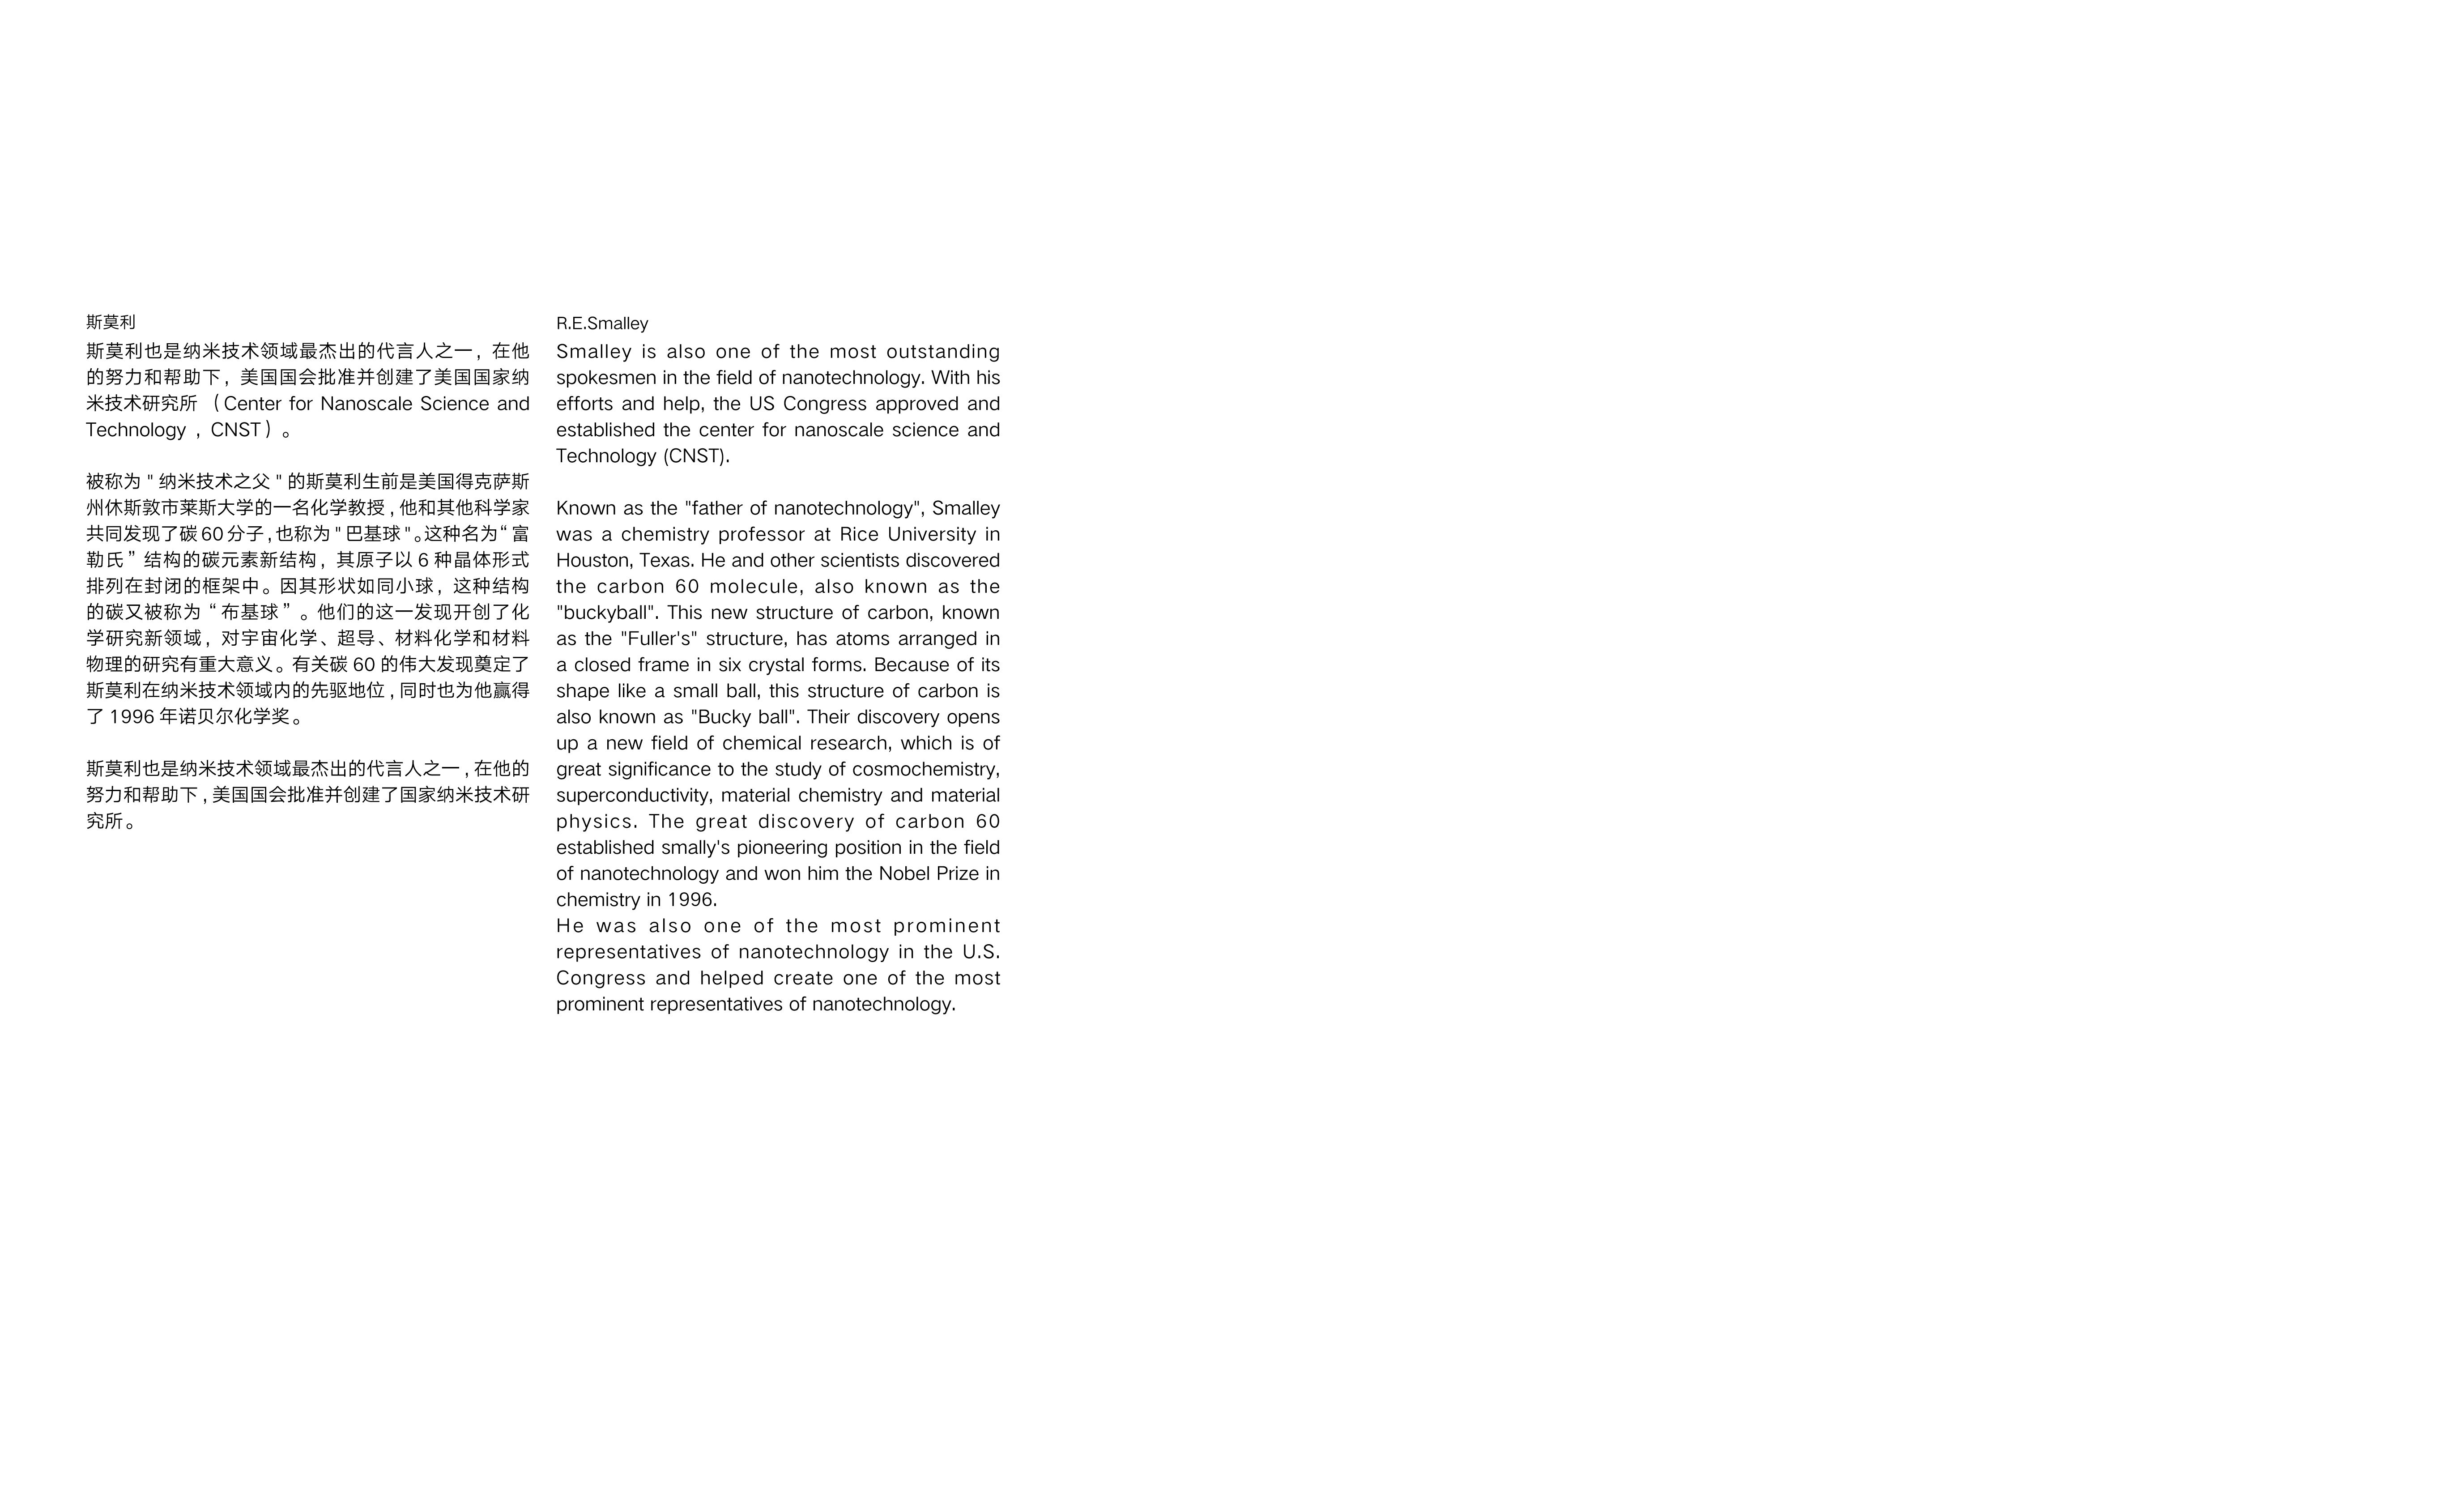 斯莫利
斯莫利也是纳米技术领域最杰出的代言人之一，在他
的努力和帮助下，美国国会批准并创建了美国国家纳
米技术研究所 （Center for Nanoscale Science and
Technology , CNST）。

被称为 " 纳米技术之父 " 的斯莫利生前是美国得克萨斯
州休斯敦市莱斯大学的一名化学教授 , 他和其他科学家
共同发现了碳 60 分子 , 也称为 " 巴基球 "。这种名为“富
勒氏”结构的碳元素新结构，其原子以 6 种晶体形式
排列在封闭的框架中。因其形状如同小球，这种结构
的碳又被称为“布基球”。他们的这一发现开创了化
学研究新领域，对宇宙化学、超导、材料化学和材料
物理的研究有重大意义。有关碳 60 的伟大发现奠定了
斯莫利在纳米技术领域内的先驱地位 , 同时也为他赢得
了 1996 年诺贝尔化学奖。

斯莫利也是纳米技术领域最杰出的代言人之一 , 在他的
努力和帮助下 , 美国国会批准并创建了国家纳米技术研
究所。

R.E.Smalley
Smalley is also one of the most outstanding
spokesmen in the field of nanotechnology. With his
efforts and help, the US Congress approved and
established the center for nanoscale science and
Technology (CNST).

Known as the "father of nanotechnology", Smalley
was a chemistry professor at Rice University in
Houston, Texas. He and other scientists discovered
the carbon 60 molecule, also known as the
"buckyball". This new structure of carbon, known
as the "Fuller's" structure, has atoms arranged in
a closed frame in six crystal forms. Because of its
shape like a small ball, this structure of carbon is
also known as "Bucky ball". Their discovery opens
up a new field of chemical research, which is of
great significance to the study of cosmochemistry,
superconductivity, material chemistry and material
physics. The great discovery of carbon 60
established smally's pioneering position in the field
of nanotechnology and won him the Nobel Prize in
chemistry in 1996.
He was also one of the most prominent
representatives of nanotechnology in the U.S.
Congress and helped create one of the most
prominent representatives of nanotechnology.